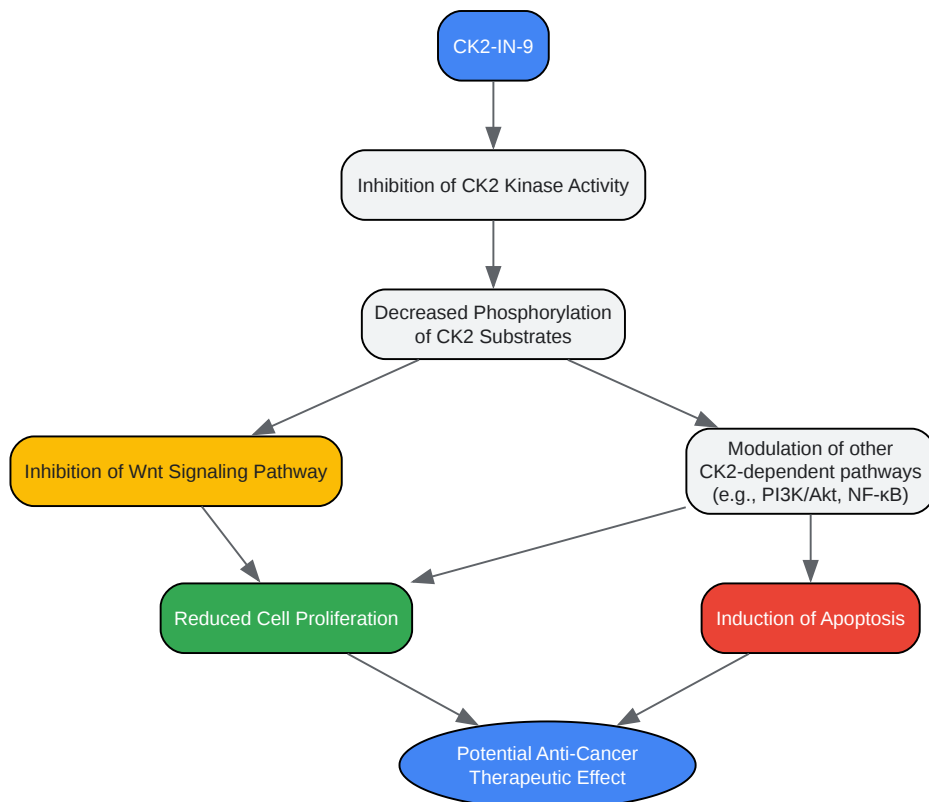 CK2-IN-9
Inhibition of CK2 Kinase Activity
Decreased Phosphorylation
of CK2 Substrates
Inhibition of Wnt Signaling Pathway
Modulation of other
CK2-dependent pathways
(e.g., PI3K/Akt, NF-κB)
Reduced Cell Proliferation
Induction of Apoptosis
Potential Anti-Cancer
Therapeutic Effect